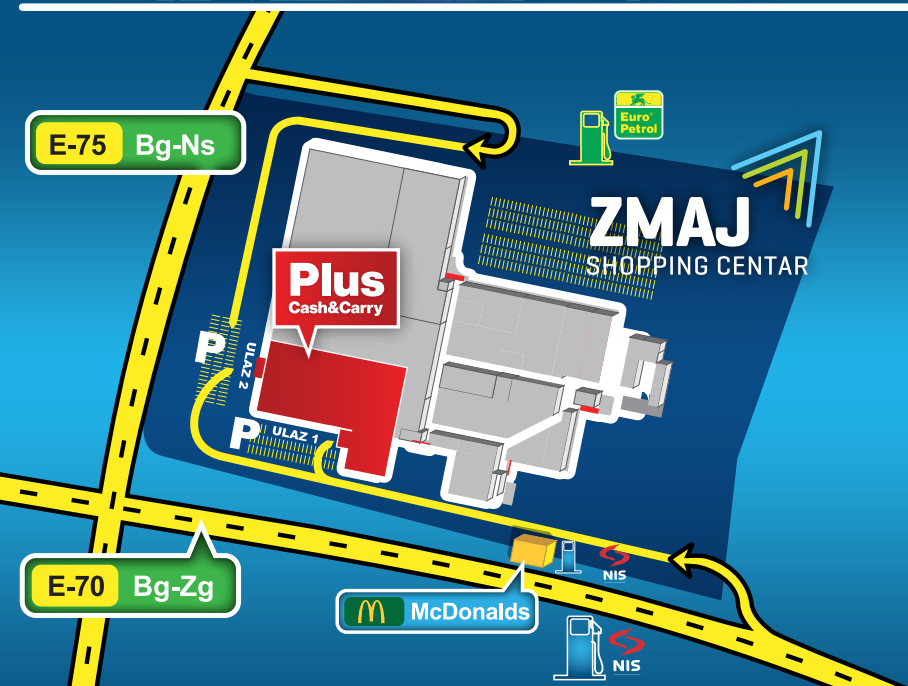 E-75 Bg-Ns
Euro
Petrol
ZMAJ
SHOPPING CENTAR
Plus
Cash&Carry
P
ULAZ 2
P
ULAZ 1
E-70 Bg-Zg
McDonalds
NIS
NIS